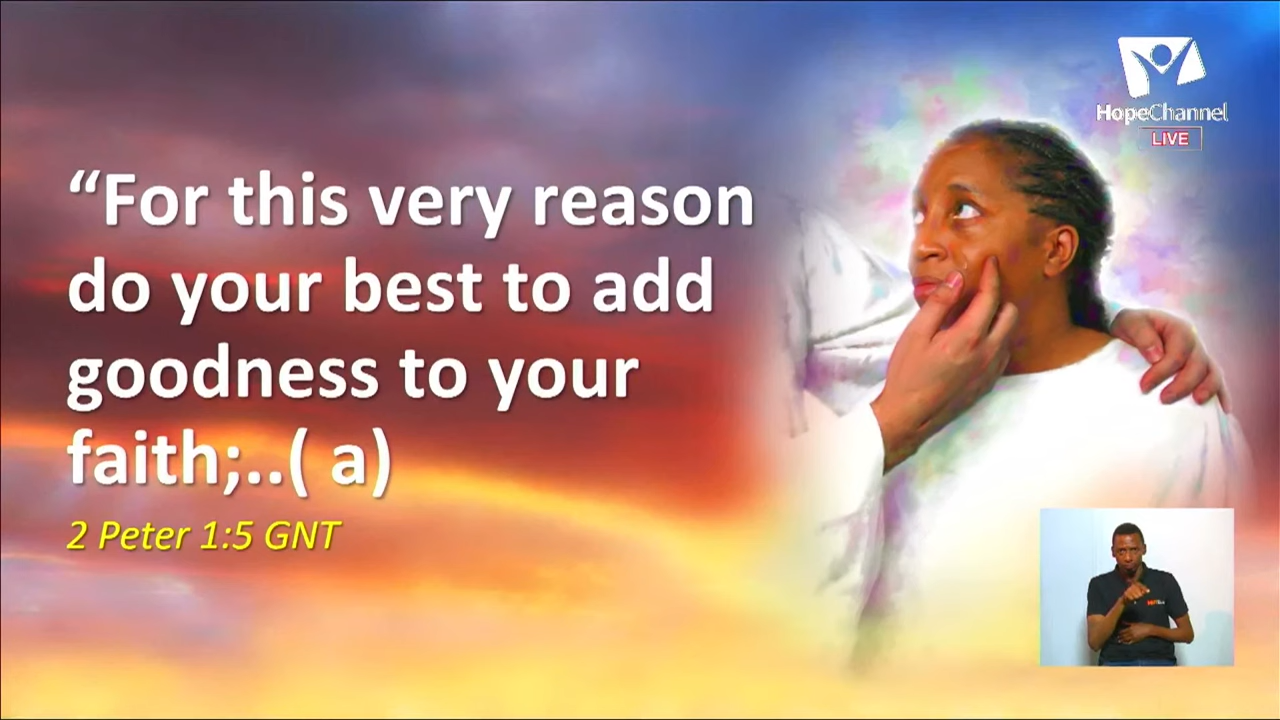 HopeChannel
LIVE
“For this very reason
do your best to add
goodness to your
faith;..( a)
2 Peter 1:5 GNT